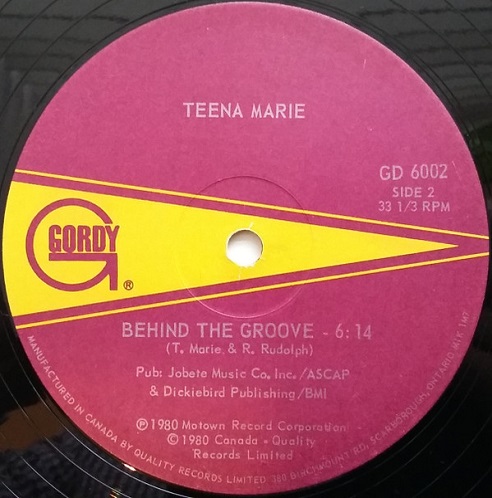 TEENA MARIE
GD 6002
SIDE 2
33 1/3 RPM
GORDY
®
BEHIND THE GROOVE - 6:14
(T. Marie & R. Rudolph)
Pub: Jobete Music Co. Inc./ASCAP
& Dickiebird Publishing/BMI
℗1980 Motown Record Corporation
©1980 Canada - Quality
Records Limited
MANUFACTURED IN CANADA BY QUALITY RECORDS LIMITED 380 BIRCHMOUNT RD. SCARBOROUGH, ONTARIO M1K 1M7